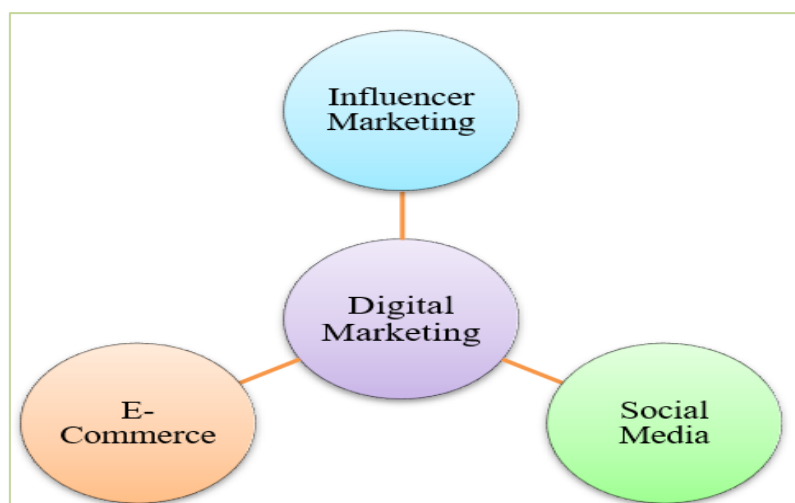 Influencer
Marketing
Digital
Marketing
E-
Commerce
Social
Media